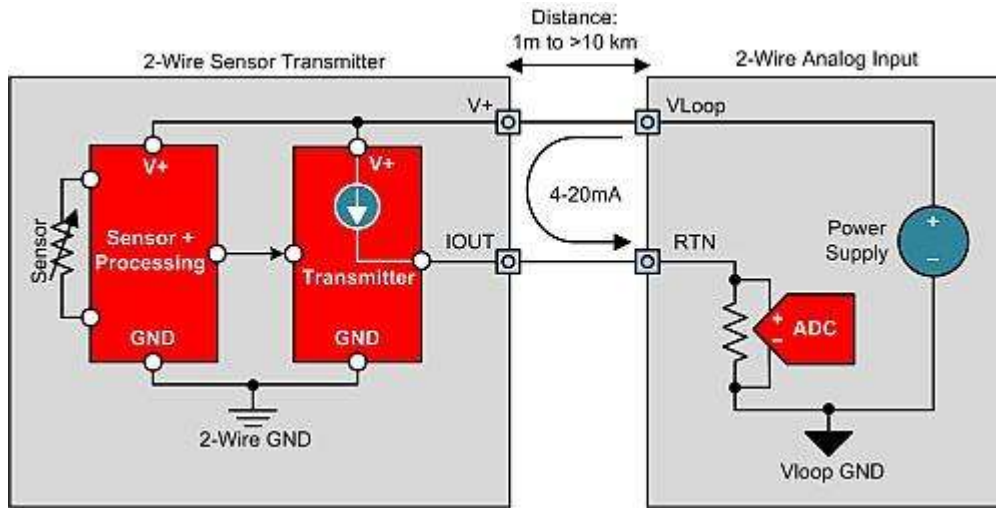 Distance:
1m to >10 km
2-Wire Sensor Transmitter
2-Wire Analog Input
V+
VLoop
V+
V+
4-20mA
Sensor
Sensor +
Processing
Transmitter
IOUT
RTN
Power
Supply
+
−
+
−
ADC
GND
GND
2-Wire GND
Vloop GND